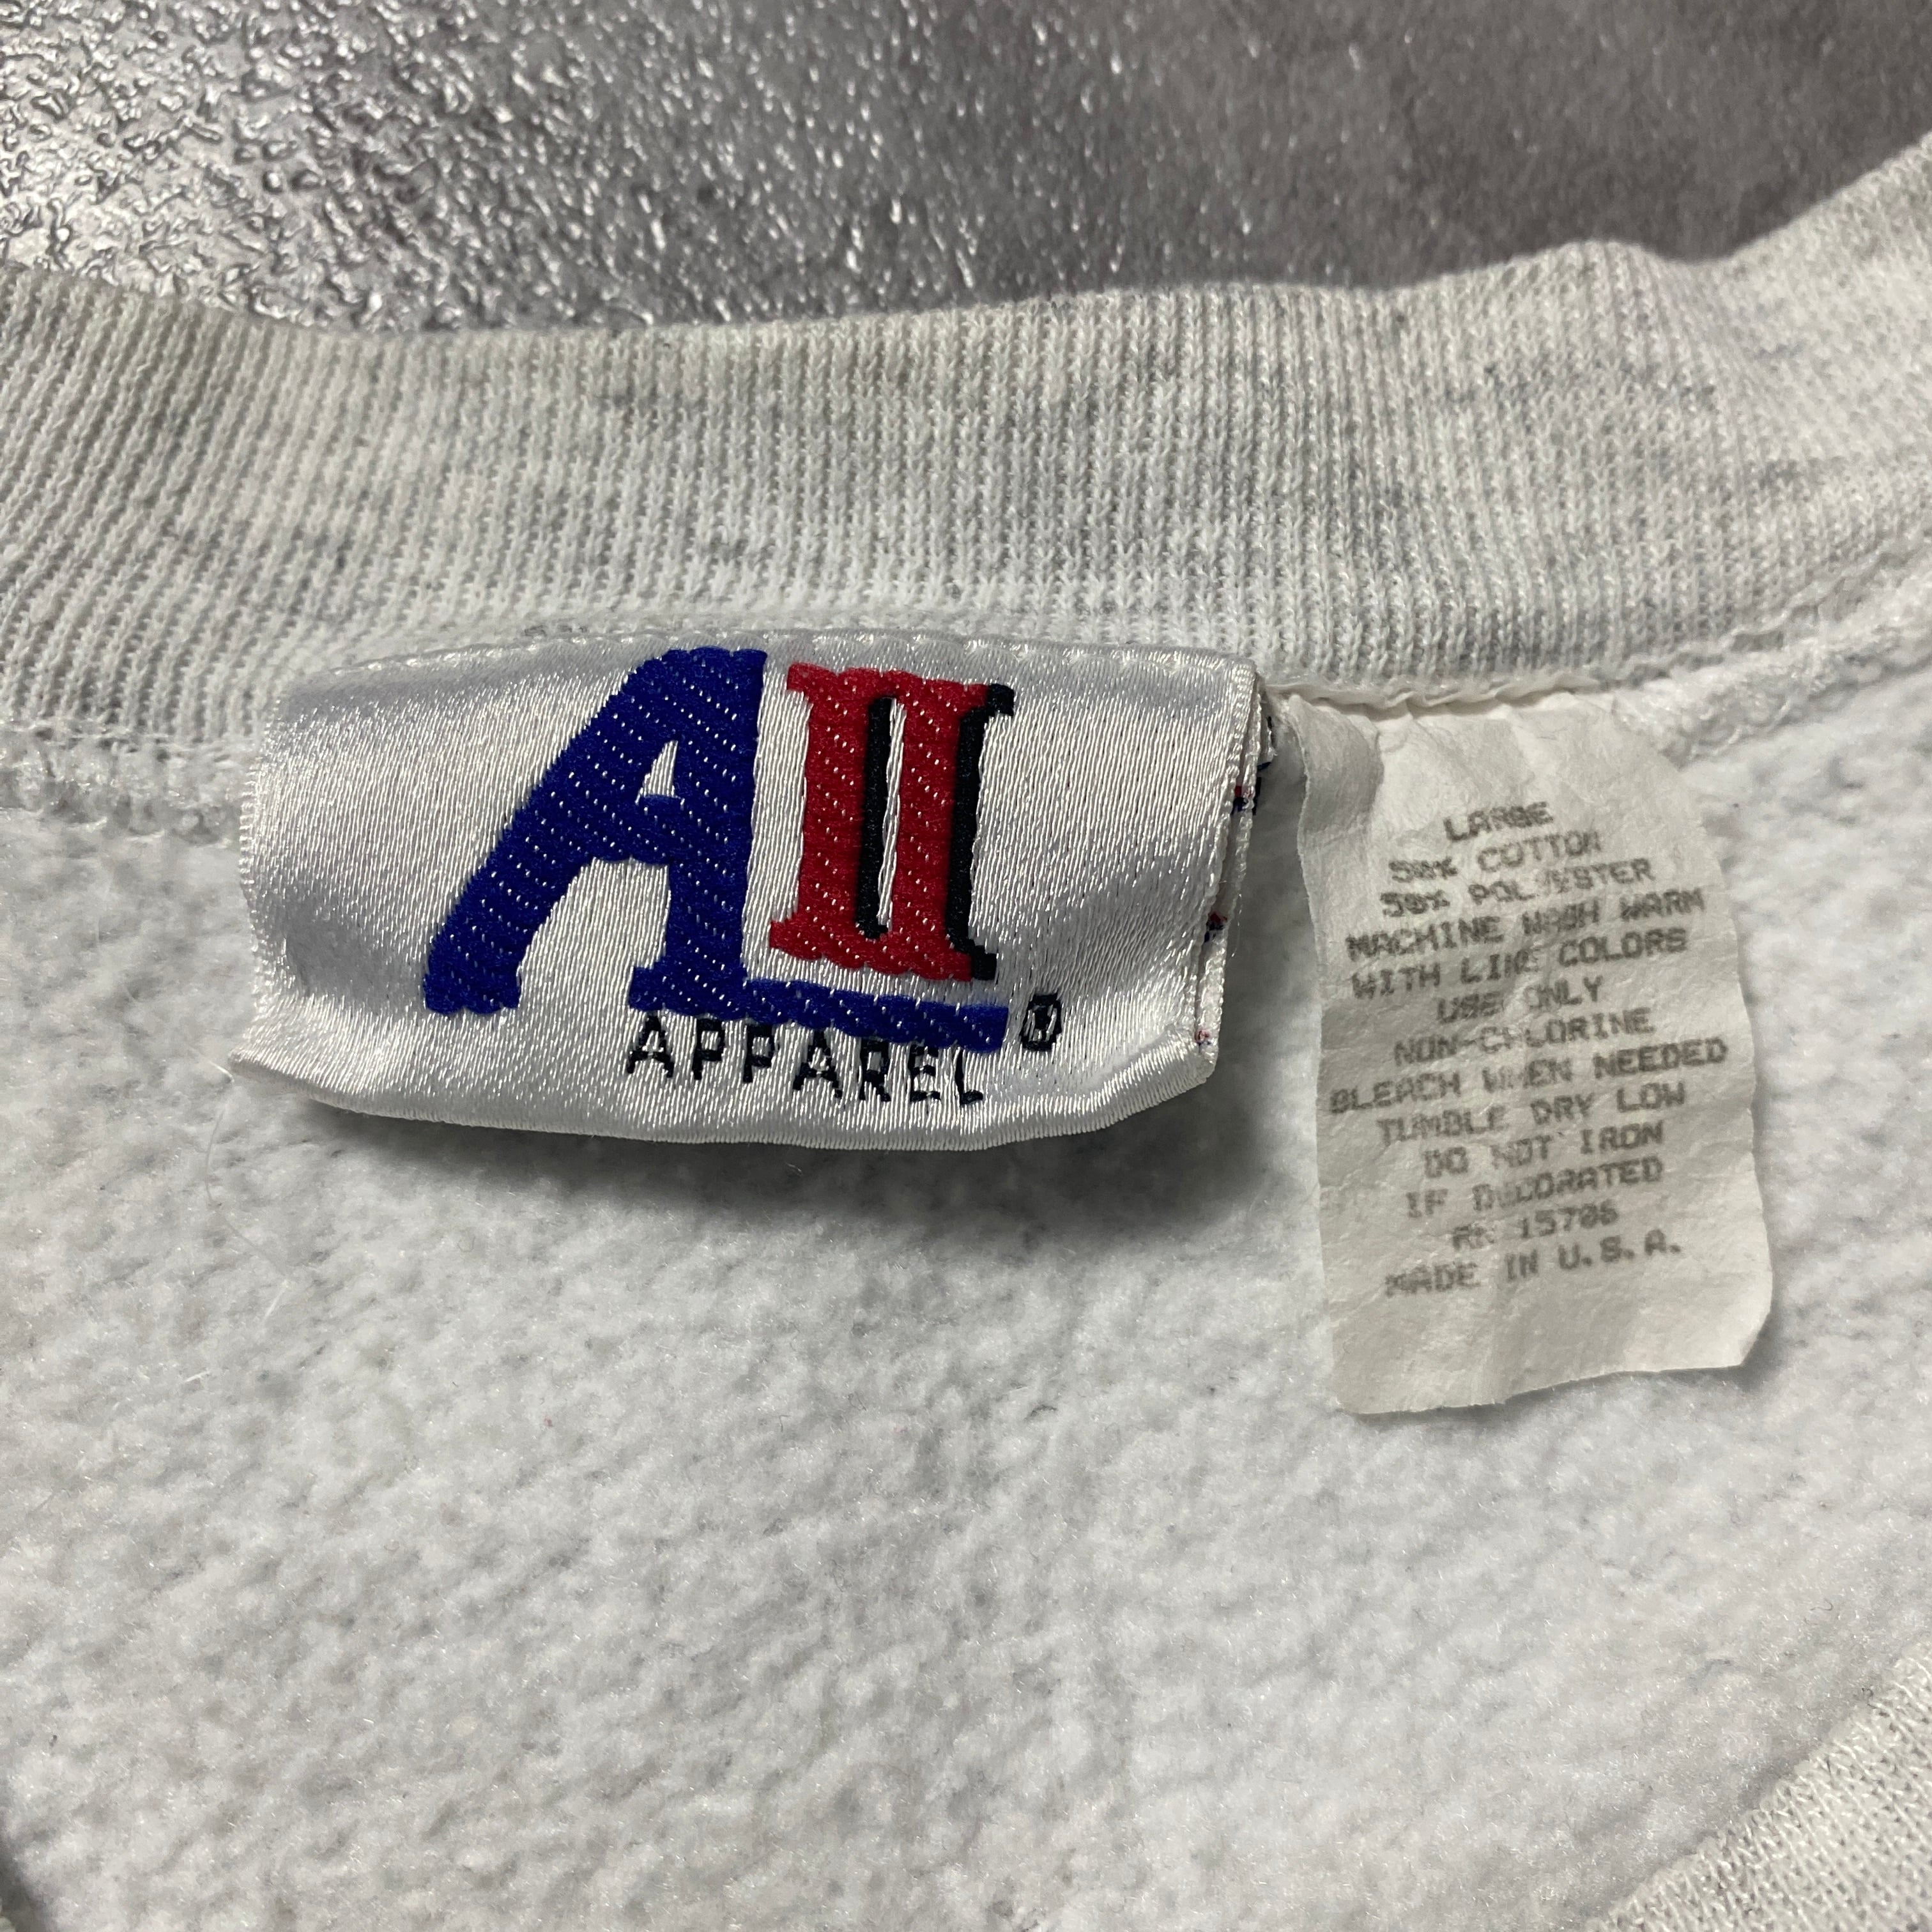 AII ®
APPAREL
LARGE
50% COTTON
50% POLYESTER
MACHINE WASH WARM
WITH LIKE COLORS
USE ONLY
NON-CHLORINE
BLEACH WHEN NEEDED
TUMBLE DRY LOW
DO NOT IRON
IF DECORATED
RN 15706
MADE IN U.S.A.